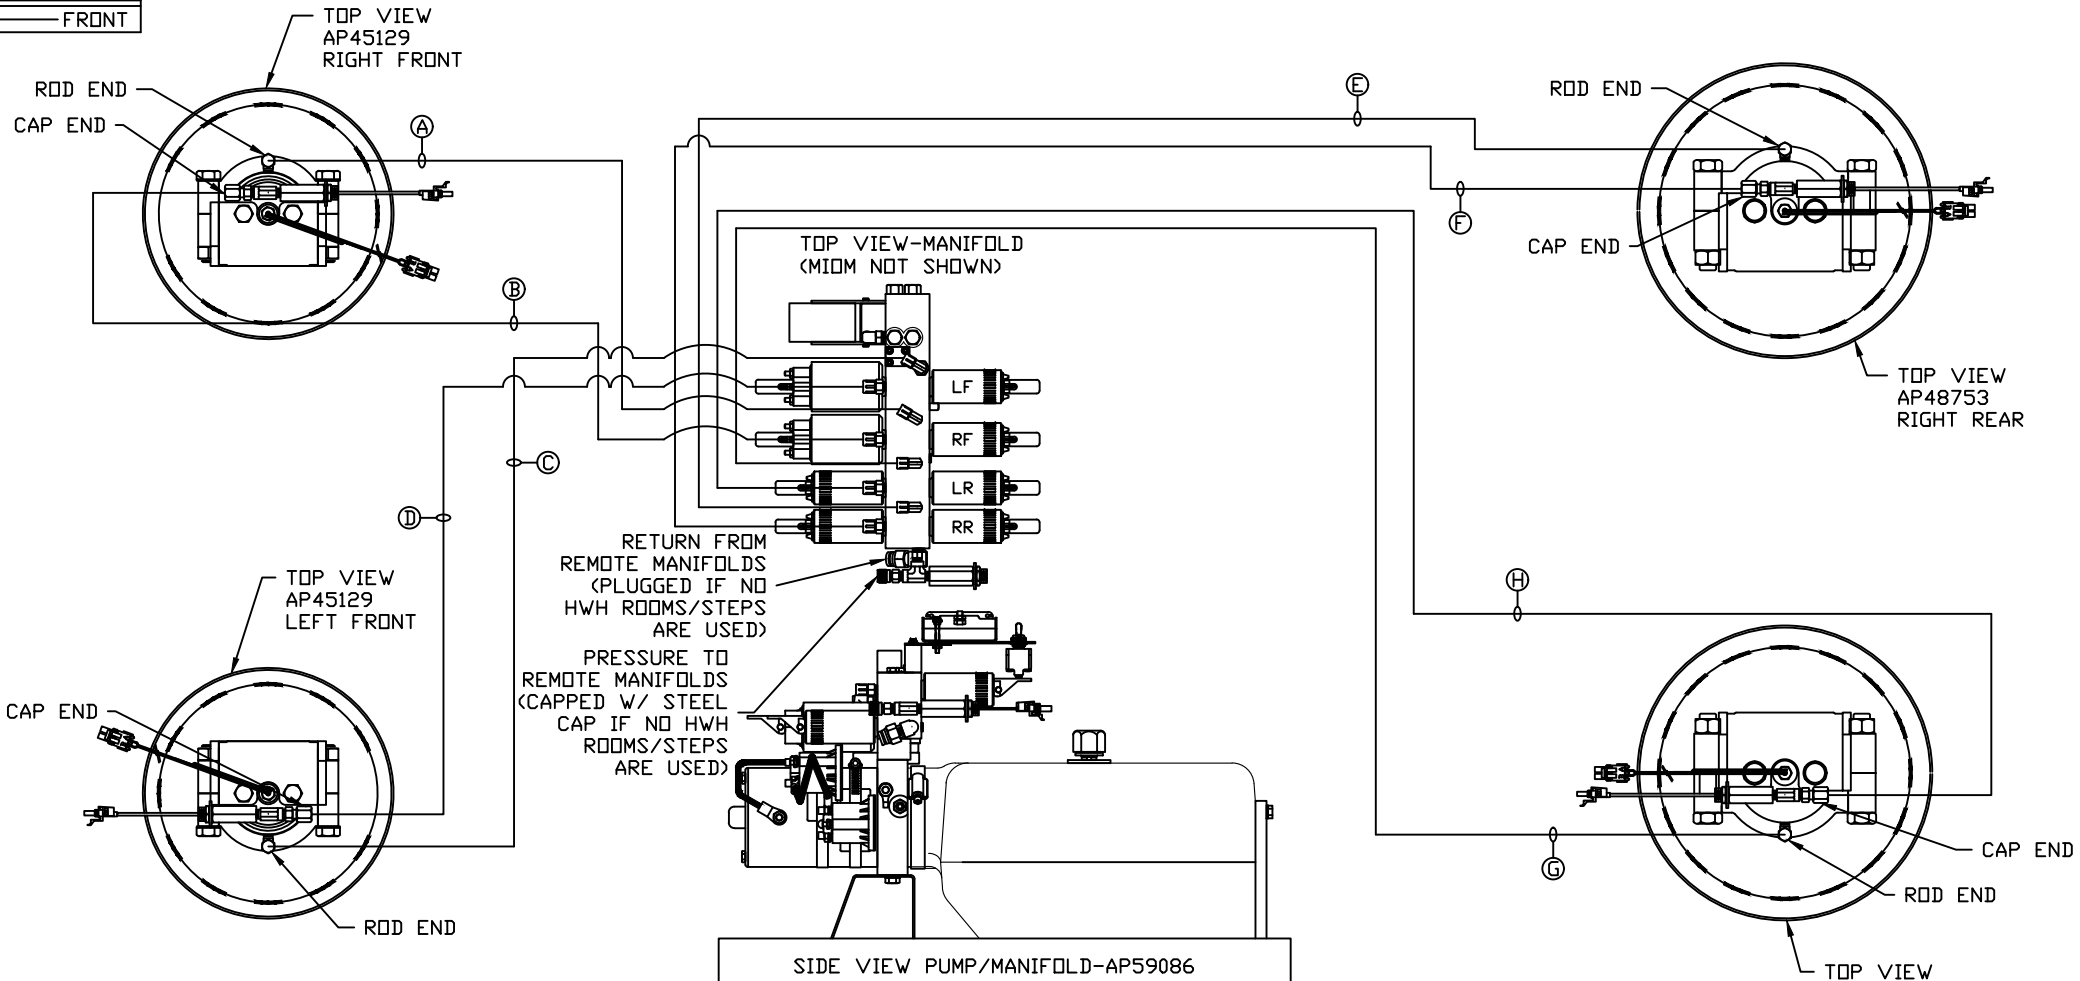 FRONT
TOP VIEW
AP45129
RIGHT FRONT
ROD END
CAP END
A
B
E
F
ROD END
CAP END
TOP VIEW
AP48753
RIGHT REAR
TOP VIEW-MANIFOLD
(MIOM NOT SHOWN)
LF
RF
LR
RR
C
D
RETURN FROM
REMOTE MANIFOLDS
(PLUGGED IF NO
HWH ROOMS/STEPS
ARE USED)
PRESSURE TO
REMOTE MANIFOLDS
(CAPPED W/ STEEL
CAP IF NO HWH
ROOMS/STEPS
ARE USED)
TOP VIEW
AP45129
LEFT FRONT
CAP END
ROD END
H
G
CAP END
ROD END
TOP VIEW
SIDE VIEW PUMP/MANIFOLD-AP59086